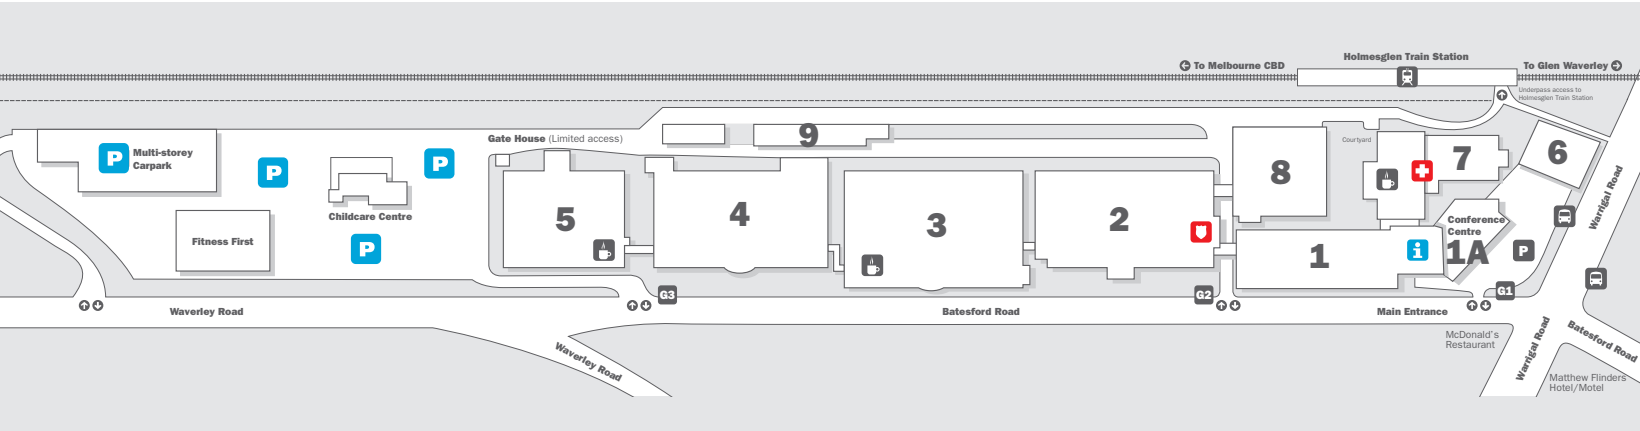 Holmesglen Train Station
To Melbourne CBD
To Glen Waverley
Underpass access to
Holmesglen Train Station
Gate House (Limited access)
9
Courtyard
P
Multi-storey
Carpark
P
P
8
7
6
Childcare Centre
Fitness First
P
5
4
3
2
1
i
Conference
Centre
1A
P
Warrigal Road
G3
G2
G1
Waverley Road
Batesford Road
Main Entrance
Waverley Road
McDonald's
Restaurant
Warrigal Road
Batesford Road
Matthew Flinders
Hotel/Motel